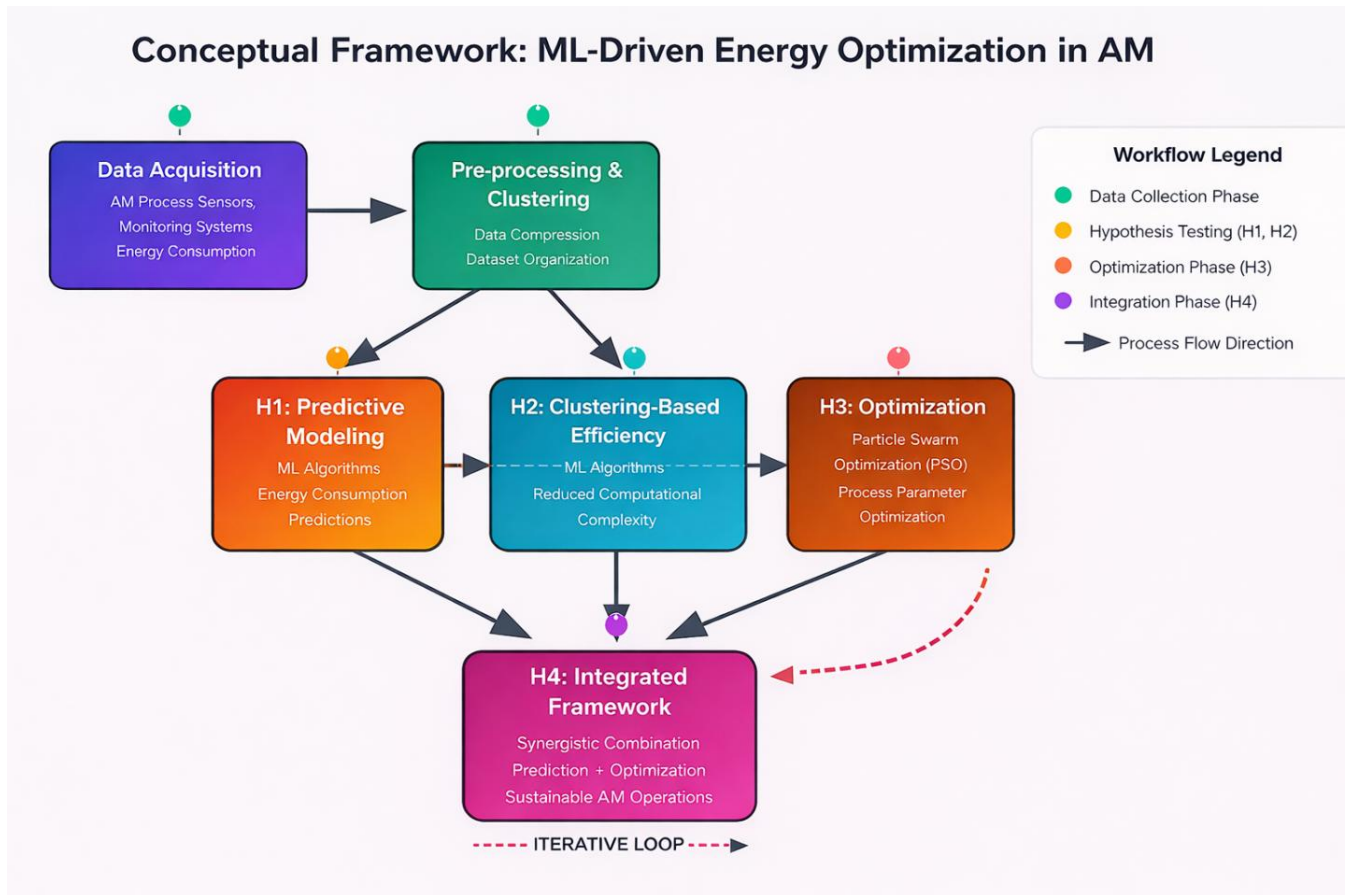 Conceptual Framework: ML-Driven Energy Optimization in AM
Data Acquisition
AM Process Sensors,
Monitoring Systems
Energy Consumption
Pre-processing &
Clustering
Data Compression
Dataset Organization
Workflow Legend
Data Collection Phase
Hypothesis Testing (H1, H2)
Optimization Phase (H3)
Integration Phase (H4)
Process Flow Direction
H1: Predictive
Modeling
ML Algorithms
Energy Consumption
Predictions
H2: Clustering-Based
Efficiency
ML Algorithms
Reduced Computational
Complexity
H3: Optimization
Particle Swarm
Optimization (PSO)
Process Parameter
Optimization
H4: Integrated
Framework
Synergistic Combination
Prediction + Optimization
Sustainable AM Operations
ITERATIVE LOOP